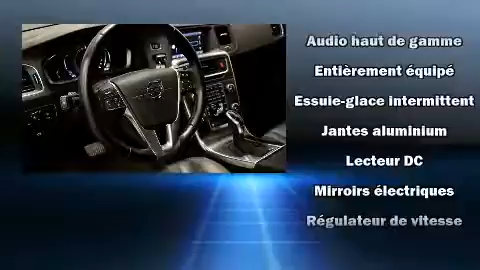 Audio haut de gamme
Entièrement équipé
Essuie-glace intermittent
Jantes aluminium
Lecteur DC
Mirroirs électriques
Régulateur de vitesse